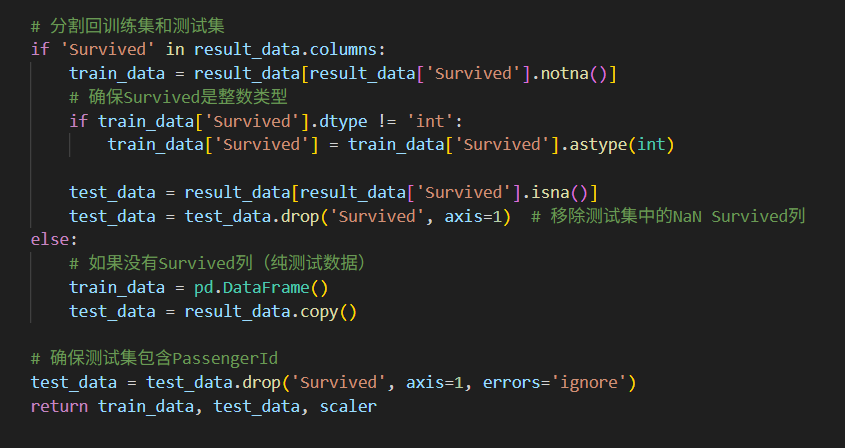 # 分割回训练集和测试集
if 'Survived' in result_data.columns:
    train_data = result_data[result_data['Survived'].notna()]
    # 确保Survived是整数类型
    if train_data['Survived'].dtype != 'int':
        train_data['Survived'] = train_data['Survived'].astype(int)

    test_data = result_data[result_data['Survived'].isna()]
    test_data = test_data.drop('Survived', axis=1)  # 移除测试集中的NaN Survived列
else:
    # 如果没有Survived列（纯测试数据）
    train_data = pd.DataFrame()
    test_data = result_data.copy()

# 确保测试集包含PassengerId
test_data = test_data.drop('Survived', axis=1, errors='ignore')
return train_data, test_data, scaler